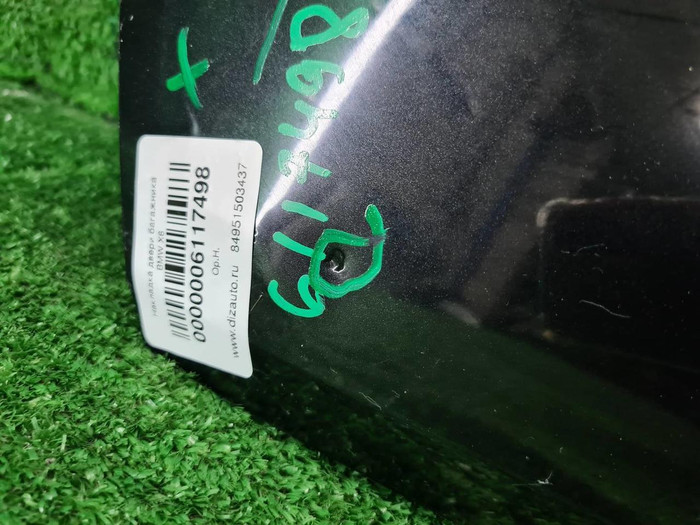 накладка двери багажника
BMW X6
0000006117498
Ор.Н.
www.dizauto.ru 84951503437
6117498 /
+